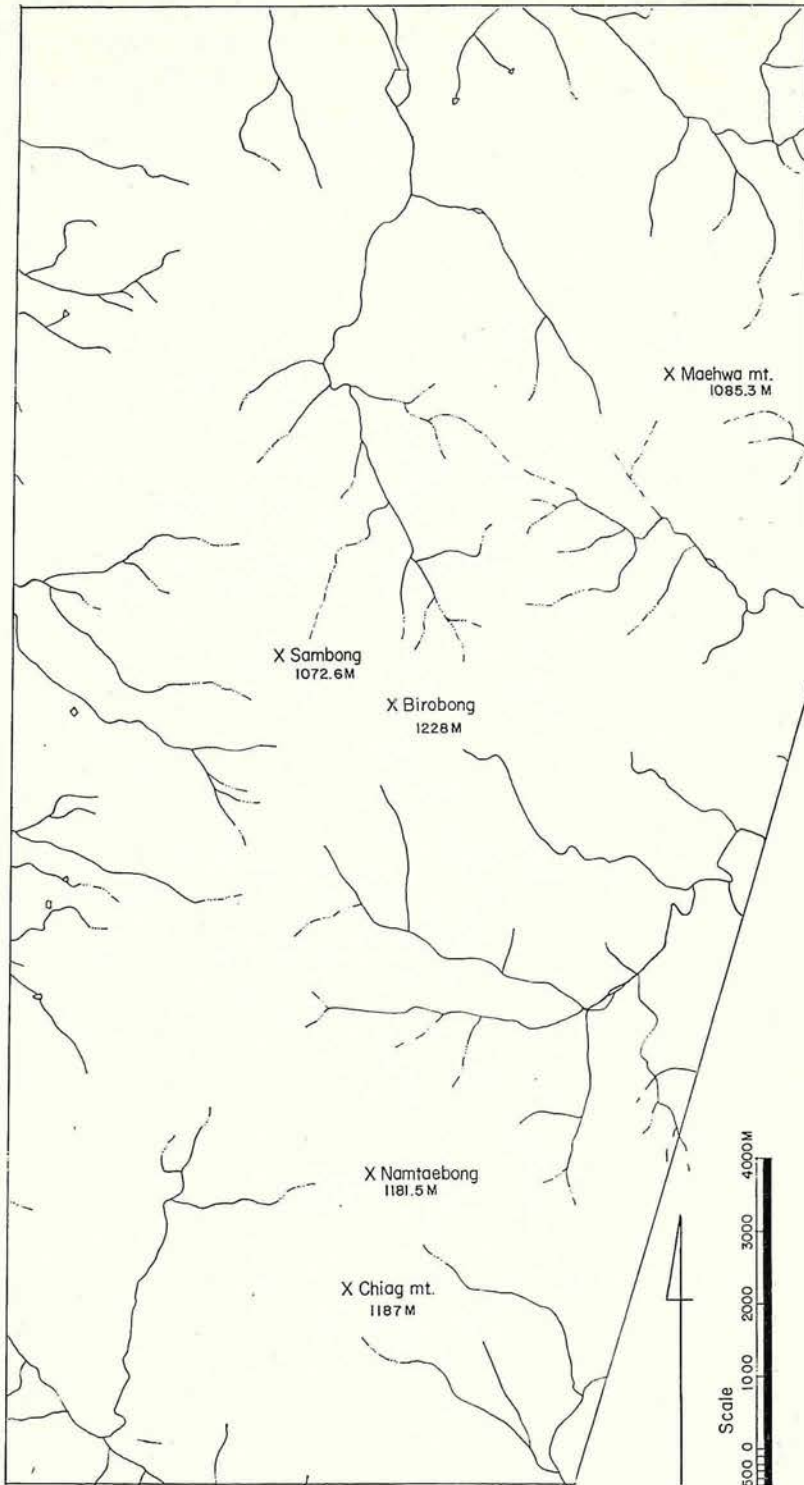 X Maehwa mt.
1085.3 M
X Sambong
1072.6M
X Birobong
1228M
X Namtaebong
1181.5M
X Chiag mt.
1187M
Scale
500 0 1000 2000 3000 4000M